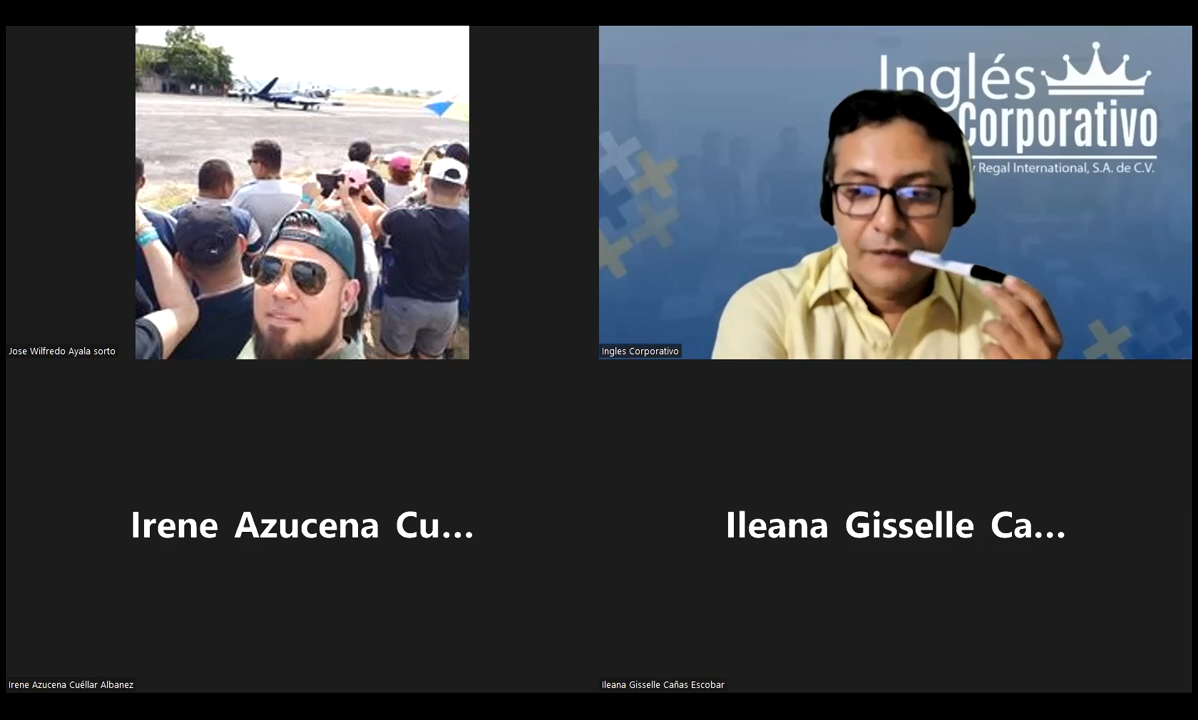 Inglés
Corporativo
y Regal International, S.A. de C.V.
Jose Wilfredo Ayala sorto
Ingles Corporativo
Irene Azucena Cu...
Ileana Gisselle Ca...
Irene Azucena Cuéllar Albanez
Ileana Gisselle Cañas Escobar